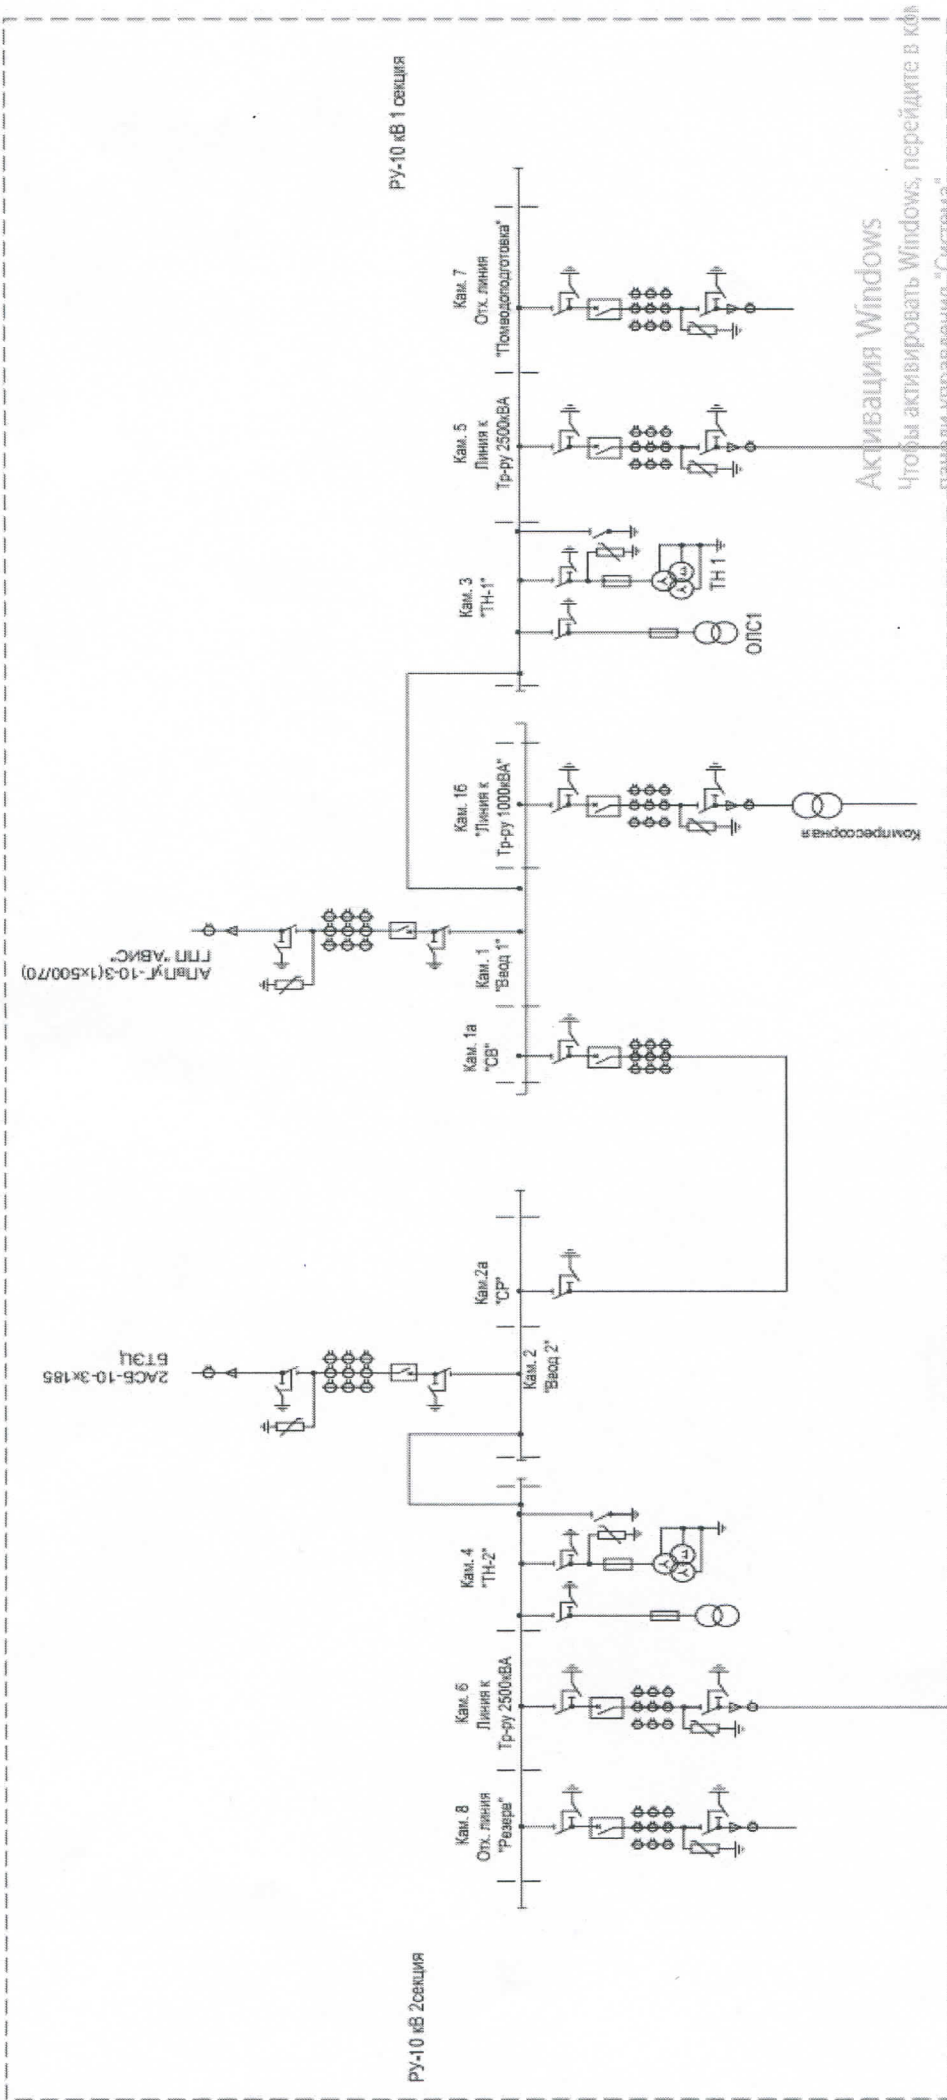 РУ-10 кВ 2секция
РУ-10 кВ 1 секция
2АСБ-10-3х185
БТЭЦ
АПвПуГ-10-3(1х500/70)
ГПП "АВИС"
Кам. 8
Отх. линия
"Резерв"
Кам. 6
Линия к
Тр-ру 2500кВА
Кам. 4
"ТН-2"
Кам. 2
"Ввод 2"
Кам.2а
"СР"
Кам. 1а
"СВ"
Кам. 1
"Ввод 1"
Кам. 1б
"Линия к
Тр-ру 1000кВА"
Компрессорная
Кам. 3
"ТН-1"
ОЛС1
ТН 1
Кам. 5
Линия к
Тр-ру 2500кВА
Кам. 7
Отх. линия
"Помводоподготовка"
Активация Windows
Чтобы активировать Windows, перейдите в ком
управления "Система"